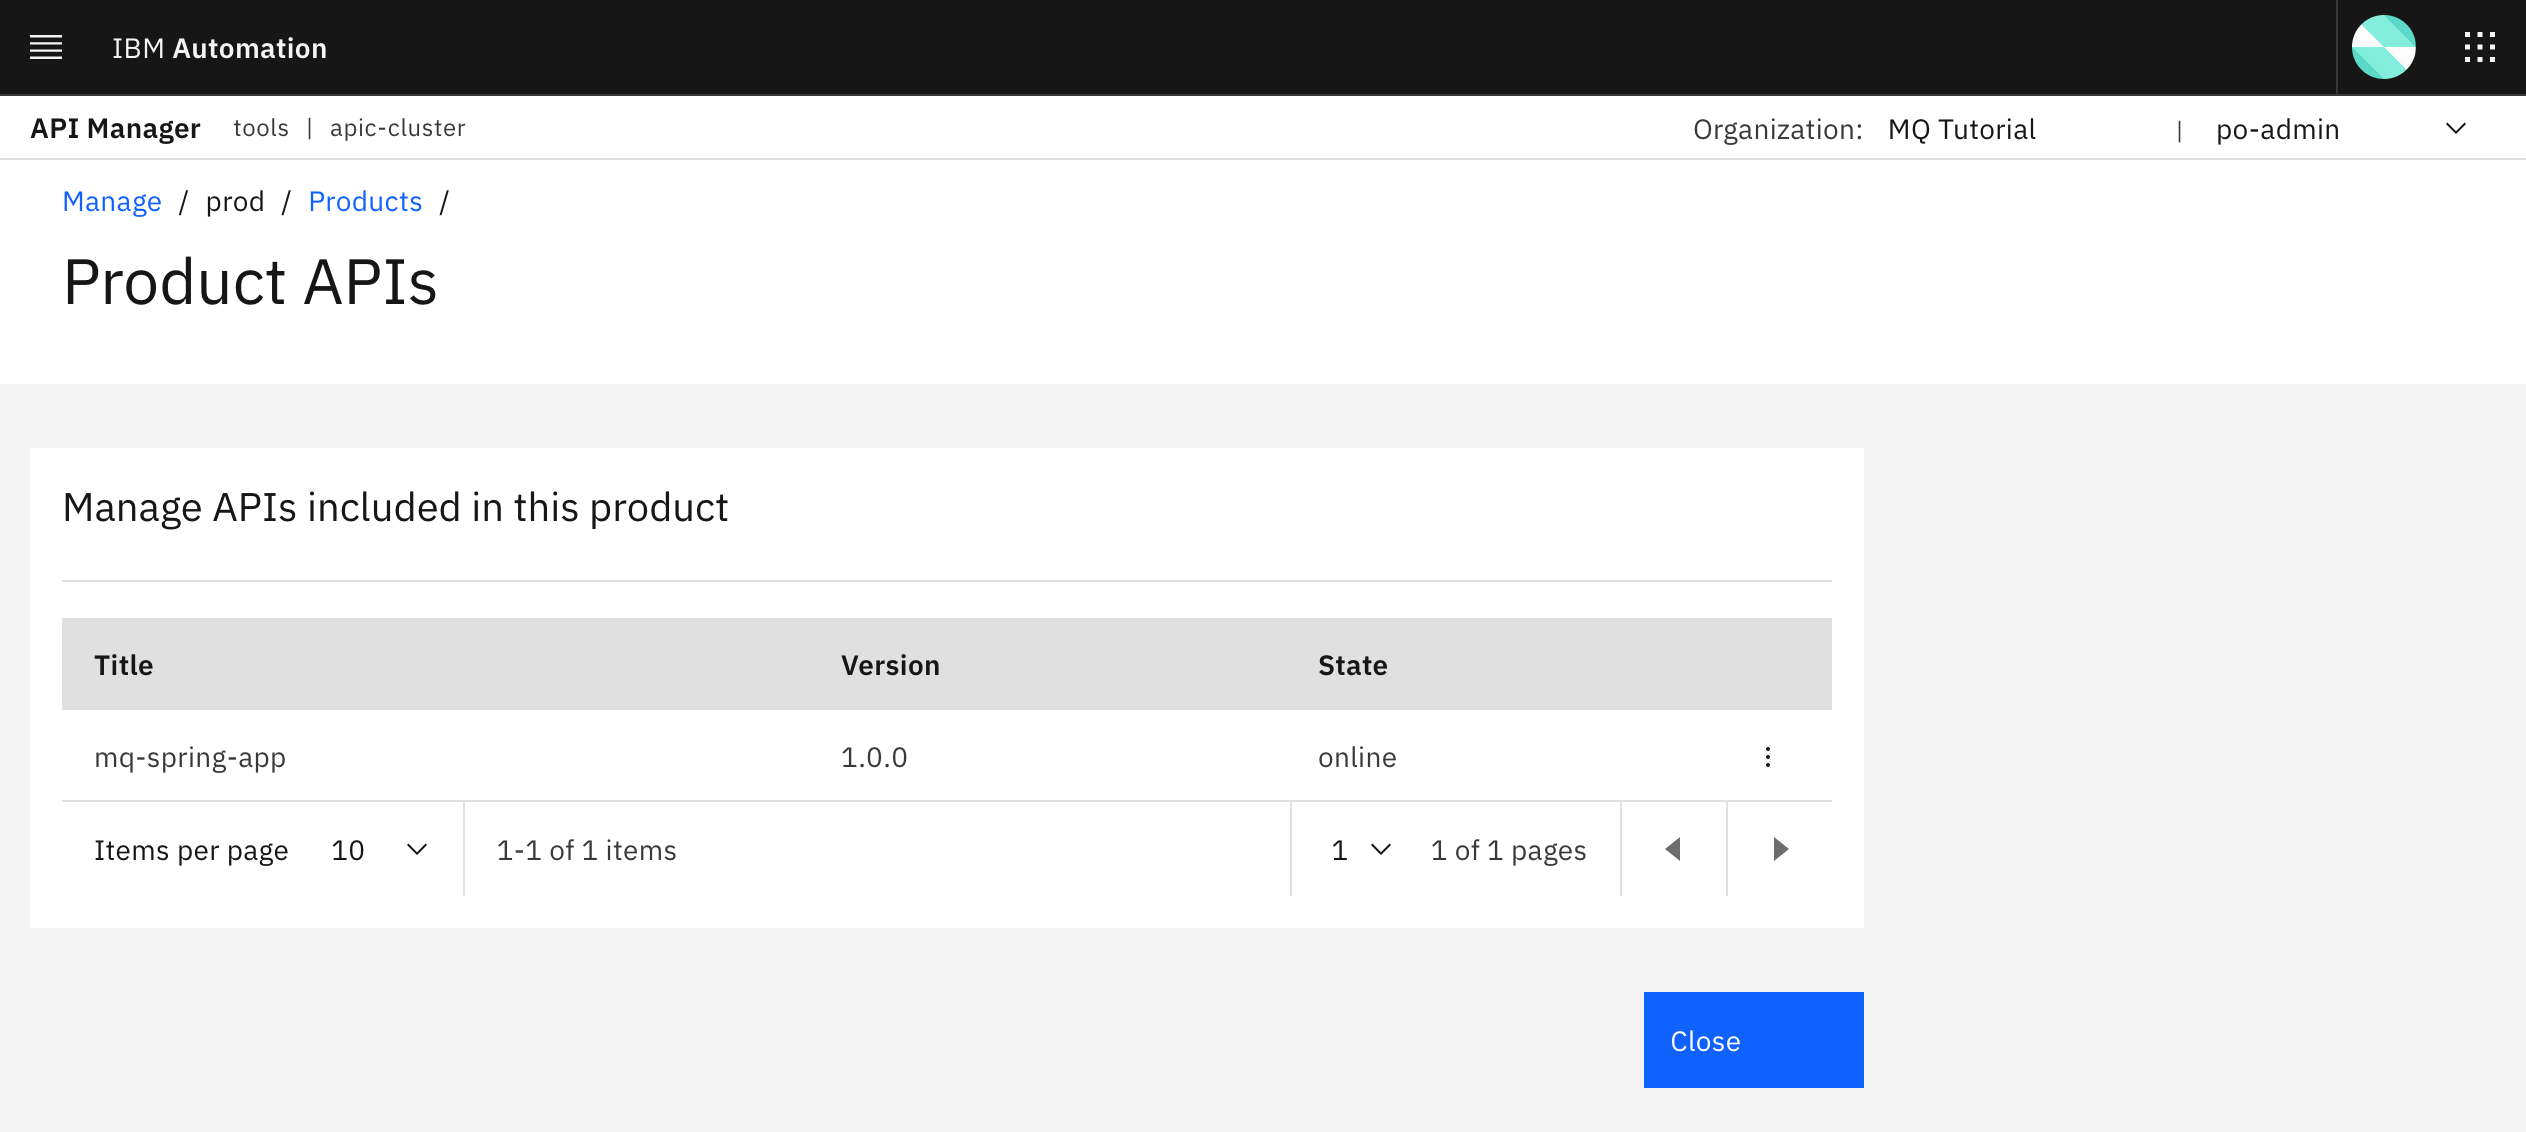 IBM Automation
API Manager tools | apic-cluster Organization: MQ Tutorial | po-admin
Manage / prod / Products /
Product APIs
Manage APIs included in this product
Title Version State
mq-spring-app 1.0.0 online
Items per page 10 1-1 of 1 items 1 1 of 1 pages
Close